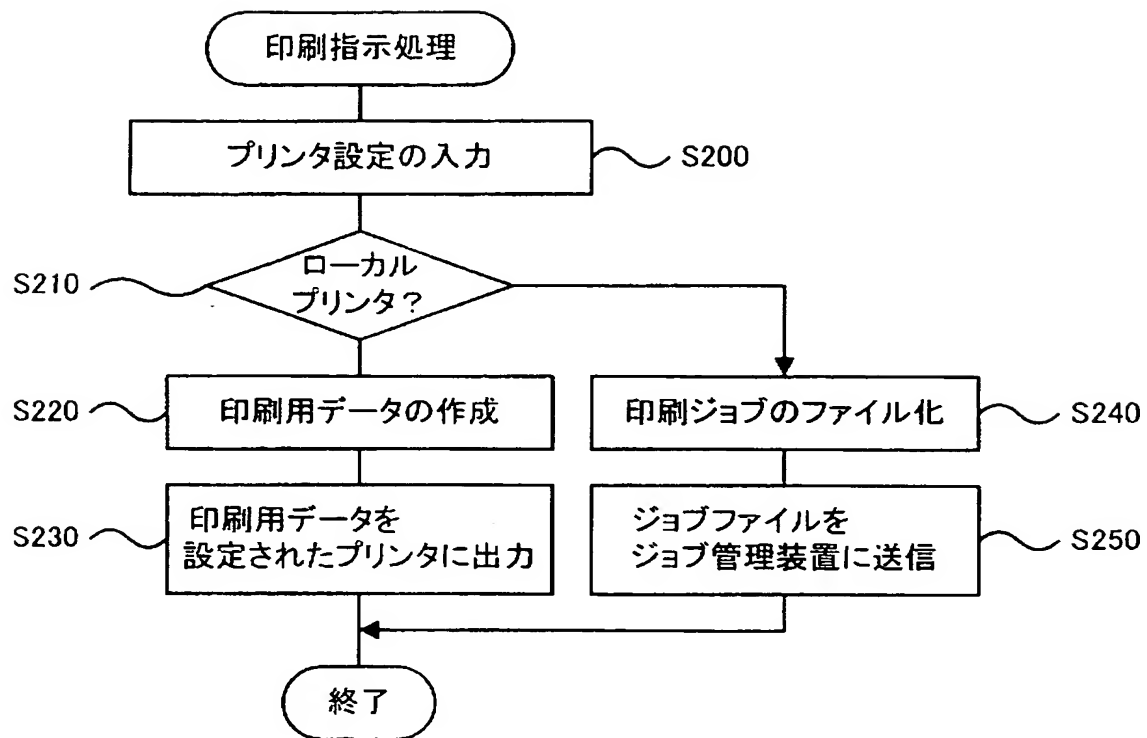 印刷指示処理
プリンタ設定の入力
S200
ローカル
プリンタ？
S210
印刷用データの作成
S220
印刷ジョブのファイル化
S240
印刷用データを
設定されたプリンタに出力
S230
ジョブファイルを
ジョブ管理装置に送信
S250
終了